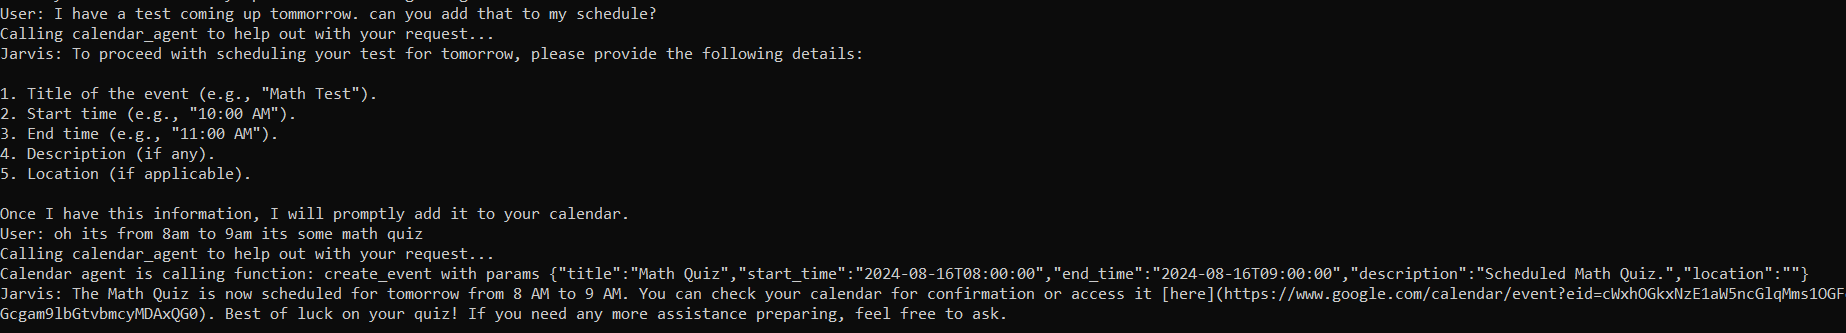 User: I have a test coming up tommorrow. can you add that to my schedule?
Calling calendar_agent to help out with your request...
Jarvis: To proceed with scheduling your test for tomorrow, please provide the following details:
1. Title of the event (e.g., "Math Test").
2. Start time (e.g., "10:00 AM").
3. End time (e.g., "11:00 AM").
4. Description (if any).
5. Location (if applicable).
Once I have this information, I will promptly add it to your calendar.
User: oh its from 8am to 9am its some math quiz
Calling calendar_agent to help out with your request...
Calendar agent is calling function: create_event with params {"title":"Math Quiz","start_time":"2024-08-16T08:00:00","end_time":"2024-08-16T09:00:00","description":"Scheduled Math Quiz.","location":""}
Jarvis: The Math Quiz is now scheduled for tomorrow from 8 AM to 9 AM. You can check your calendar for confirmation or access it [here](https://www.google.com/calendar/event?eid=cWxhOGkxNzE1aW5ncGlqMms1OGF
Gcgam9lbGtvbmcyMDAxQG0). Best of luck on your quiz! If you need any more assistance preparing, feel free to ask.